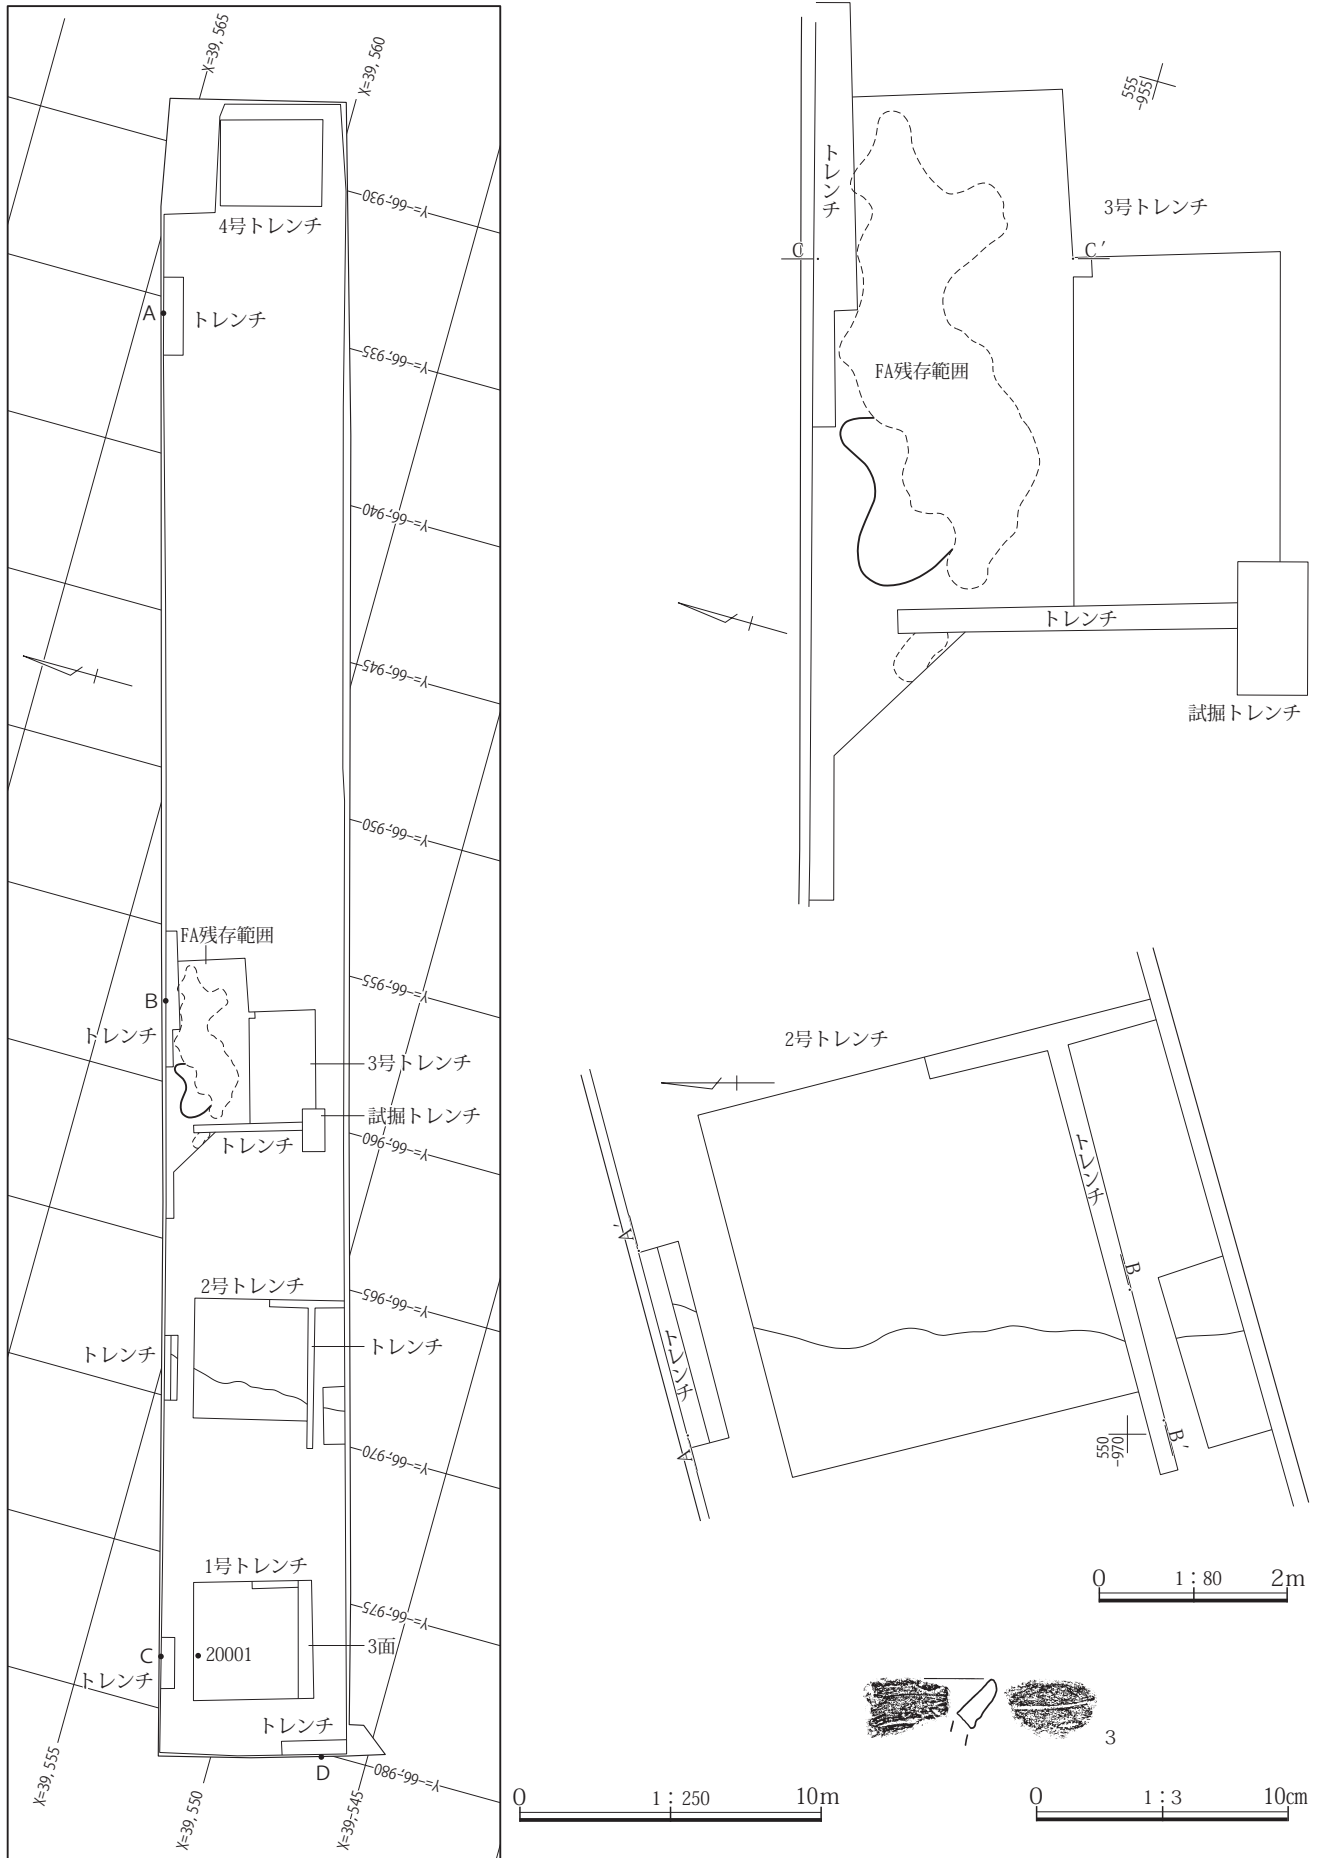 X=39,565
X=39,560
4号トレンチ
Y=-66,930
A
トレンチ
Y=-66,935
Y=-66,940
Y=-66,945
Y=-66,950
FA残存範囲
B
トレンチ
Y=-66,955
3号トレンチ
試掘トレンチ
トレンチ
Y=-66,960
2号トレンチ
Y=-66,965
トレンチ
トレンチ
Y=-66,970
1号トレンチ
Y=-66,975
3面
C
20001
トレンチ
トレンチ
D
Y=-66,980
X=39,555
X=39,550
X=39,545
555
-955
トレンチ
3号トレンチ
C
C′
FA残存範囲
トレンチ
試掘トレンチ
2号トレンチ
トレンチ
A′
トレンチ
A
B
B′
550
-970
0 1:80 2m
3
0 1:250 10m
0 1:3 10cm